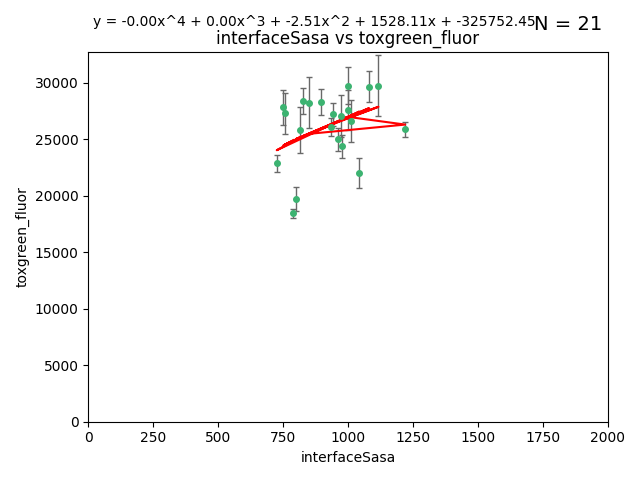 y = -0.00x^4 + 0.00x^3 + -2.51x^2 + 1528.11x + -325752.45
N = 21
interfaceSasa vs toxgreen_fluor
30000
25000
20000
15000
10000
5000
0
toxgreen_fluor
0 250 500 750 1000 1250 1500 1750 2000
interfaceSasa